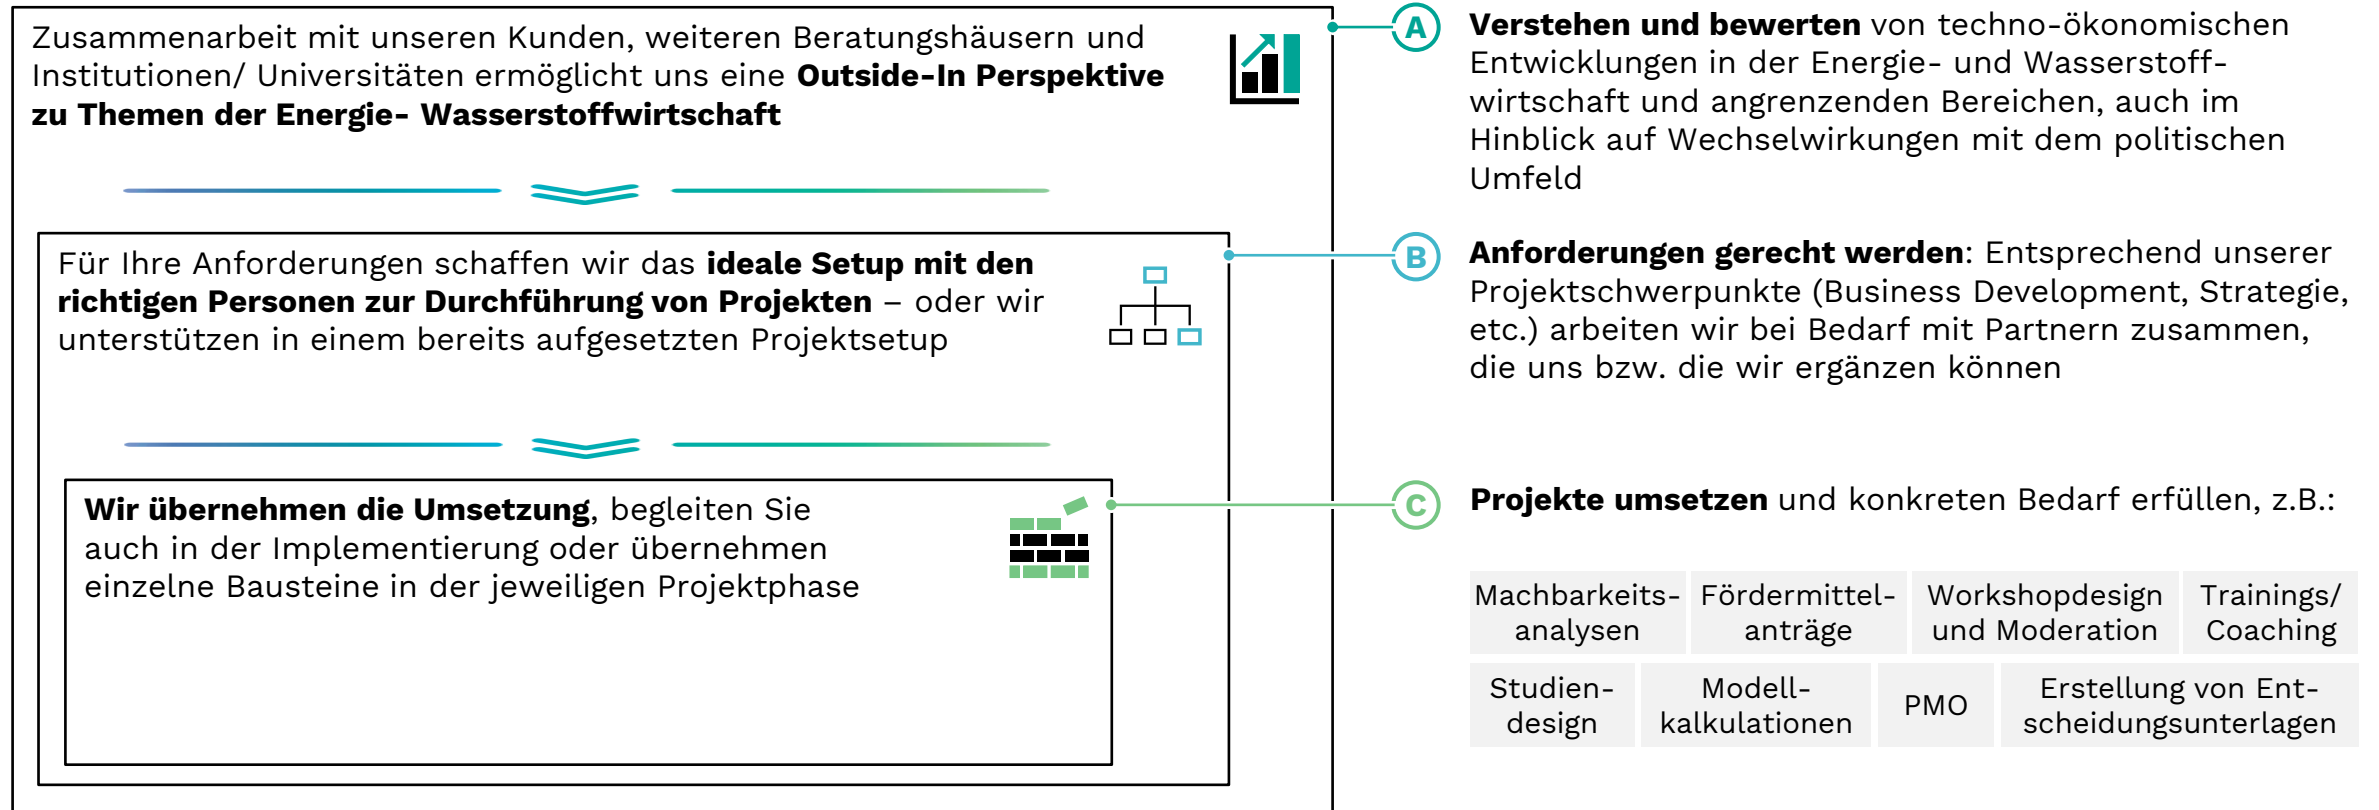 Zusammenarbeit mit unseren Kunden, weiteren Beratungshäusern und
Institutionen/ Universitäten ermöglicht uns eine Outside-In Perspektive
zu Themen der Energie- Wasserstoffwirtschaft
A
Verstehen und bewerten von techno-ökonomischen
Entwicklungen in der Energie- und Wasserstoff-
wirtschaft und angrenzenden Bereichen, auch im
Hinblick auf Wechselwirkungen mit dem politischen
Umfeld
Für Ihre Anforderungen schaffen wir das ideale Setup mit den
richtigen Personen zur Durchführung von Projekten – oder wir
unterstützen in einem bereits aufgesetzten Projektsetup
B
Anforderungen gerecht werden: Entsprechend unserer
Projektschwerpunkte (Business Development, Strategie,
etc.) arbeiten wir bei Bedarf mit Partnern zusammen,
die uns bzw. die wir ergänzen können
Wir übernehmen die Umsetzung, begleiten Sie
auch in der Implementierung oder übernehmen
einzelne Bausteine in der jeweiligen Projektphase
C
Projekte umsetzen und konkreten Bedarf erfüllen, z.B.:
Machbarkeits-
analysen
Fördermittel-
anträge
Workshopdesign
und Moderation
Trainings/
Coaching
Studien-
design
Modell-
kalkulationen
PMO
Erstellung von Ent-
scheidungsunterlagen